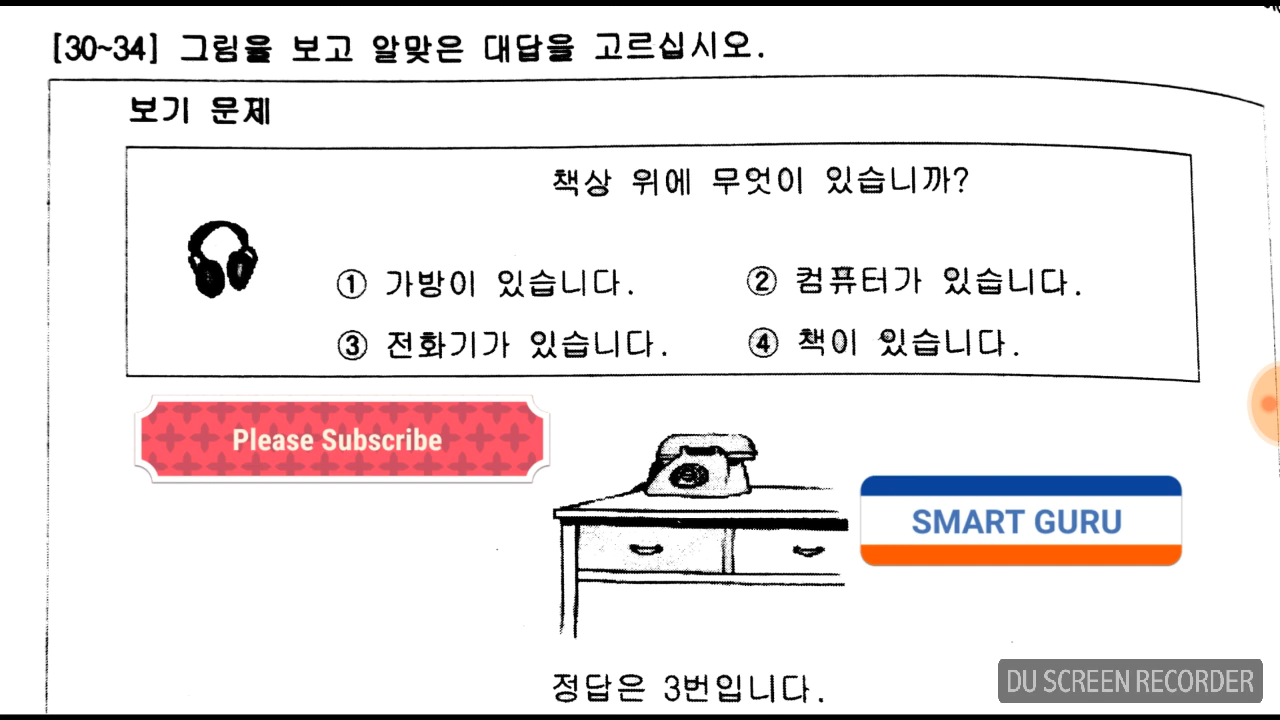 [30~34] 그림을 보고 알맞은 대답을 고르십시오.
보기 문제
책상 위에 무엇이 있습니까?
① 가방이 있습니다. ② 컴퓨터가 있습니다.
③ 전화기가 있습니다. ④ 책이 있습니다.
Please Subscribe
SMART GURU
정답은 3번입니다.
DU SCREEN RECORDER